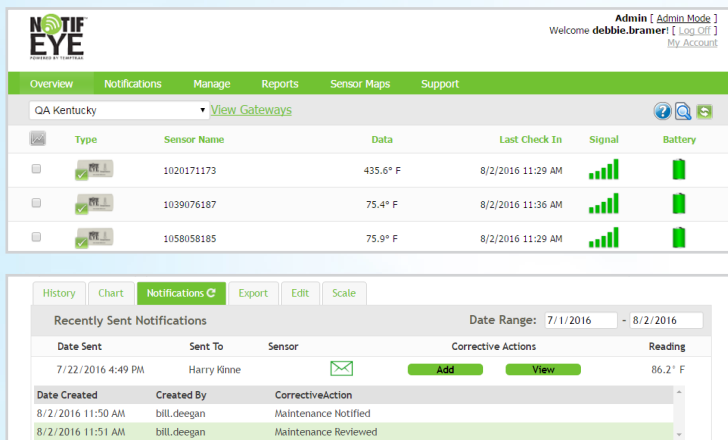 Admin [ Admin Mode ]
Welcome debbie.bramer! [ Log Off ]
My Account
NOTIF
EYE
POWERED BY TEMPTRAK
Overview Notifications Manage Reports Sensor Maps Support
QA Kentucky View Gateways
Type Sensor Name Data Last Check In Signal Battery
1020171173 435.6° F 8/2/2016 11:29 AM
1039076187 75.4° F 8/2/2016 11:36 AM
1058058185 75.9° F 8/2/2016 11:29 AM
History Chart Notifications Export Edit Scale
Recently Sent Notifications Date Range: 7/1/2016 - 8/2/2016
Date Sent Sent To Sensor Corrective Actions Reading
7/22/2016 4:49 PM Harry Kinne Add View 86.2° F
Date Created Created By CorrectiveAction
8/2/2016 11:50 AM bill.deegan Maintenance Notified
8/2/2016 11:51 AM bill.deegan Maintenance Reviewed